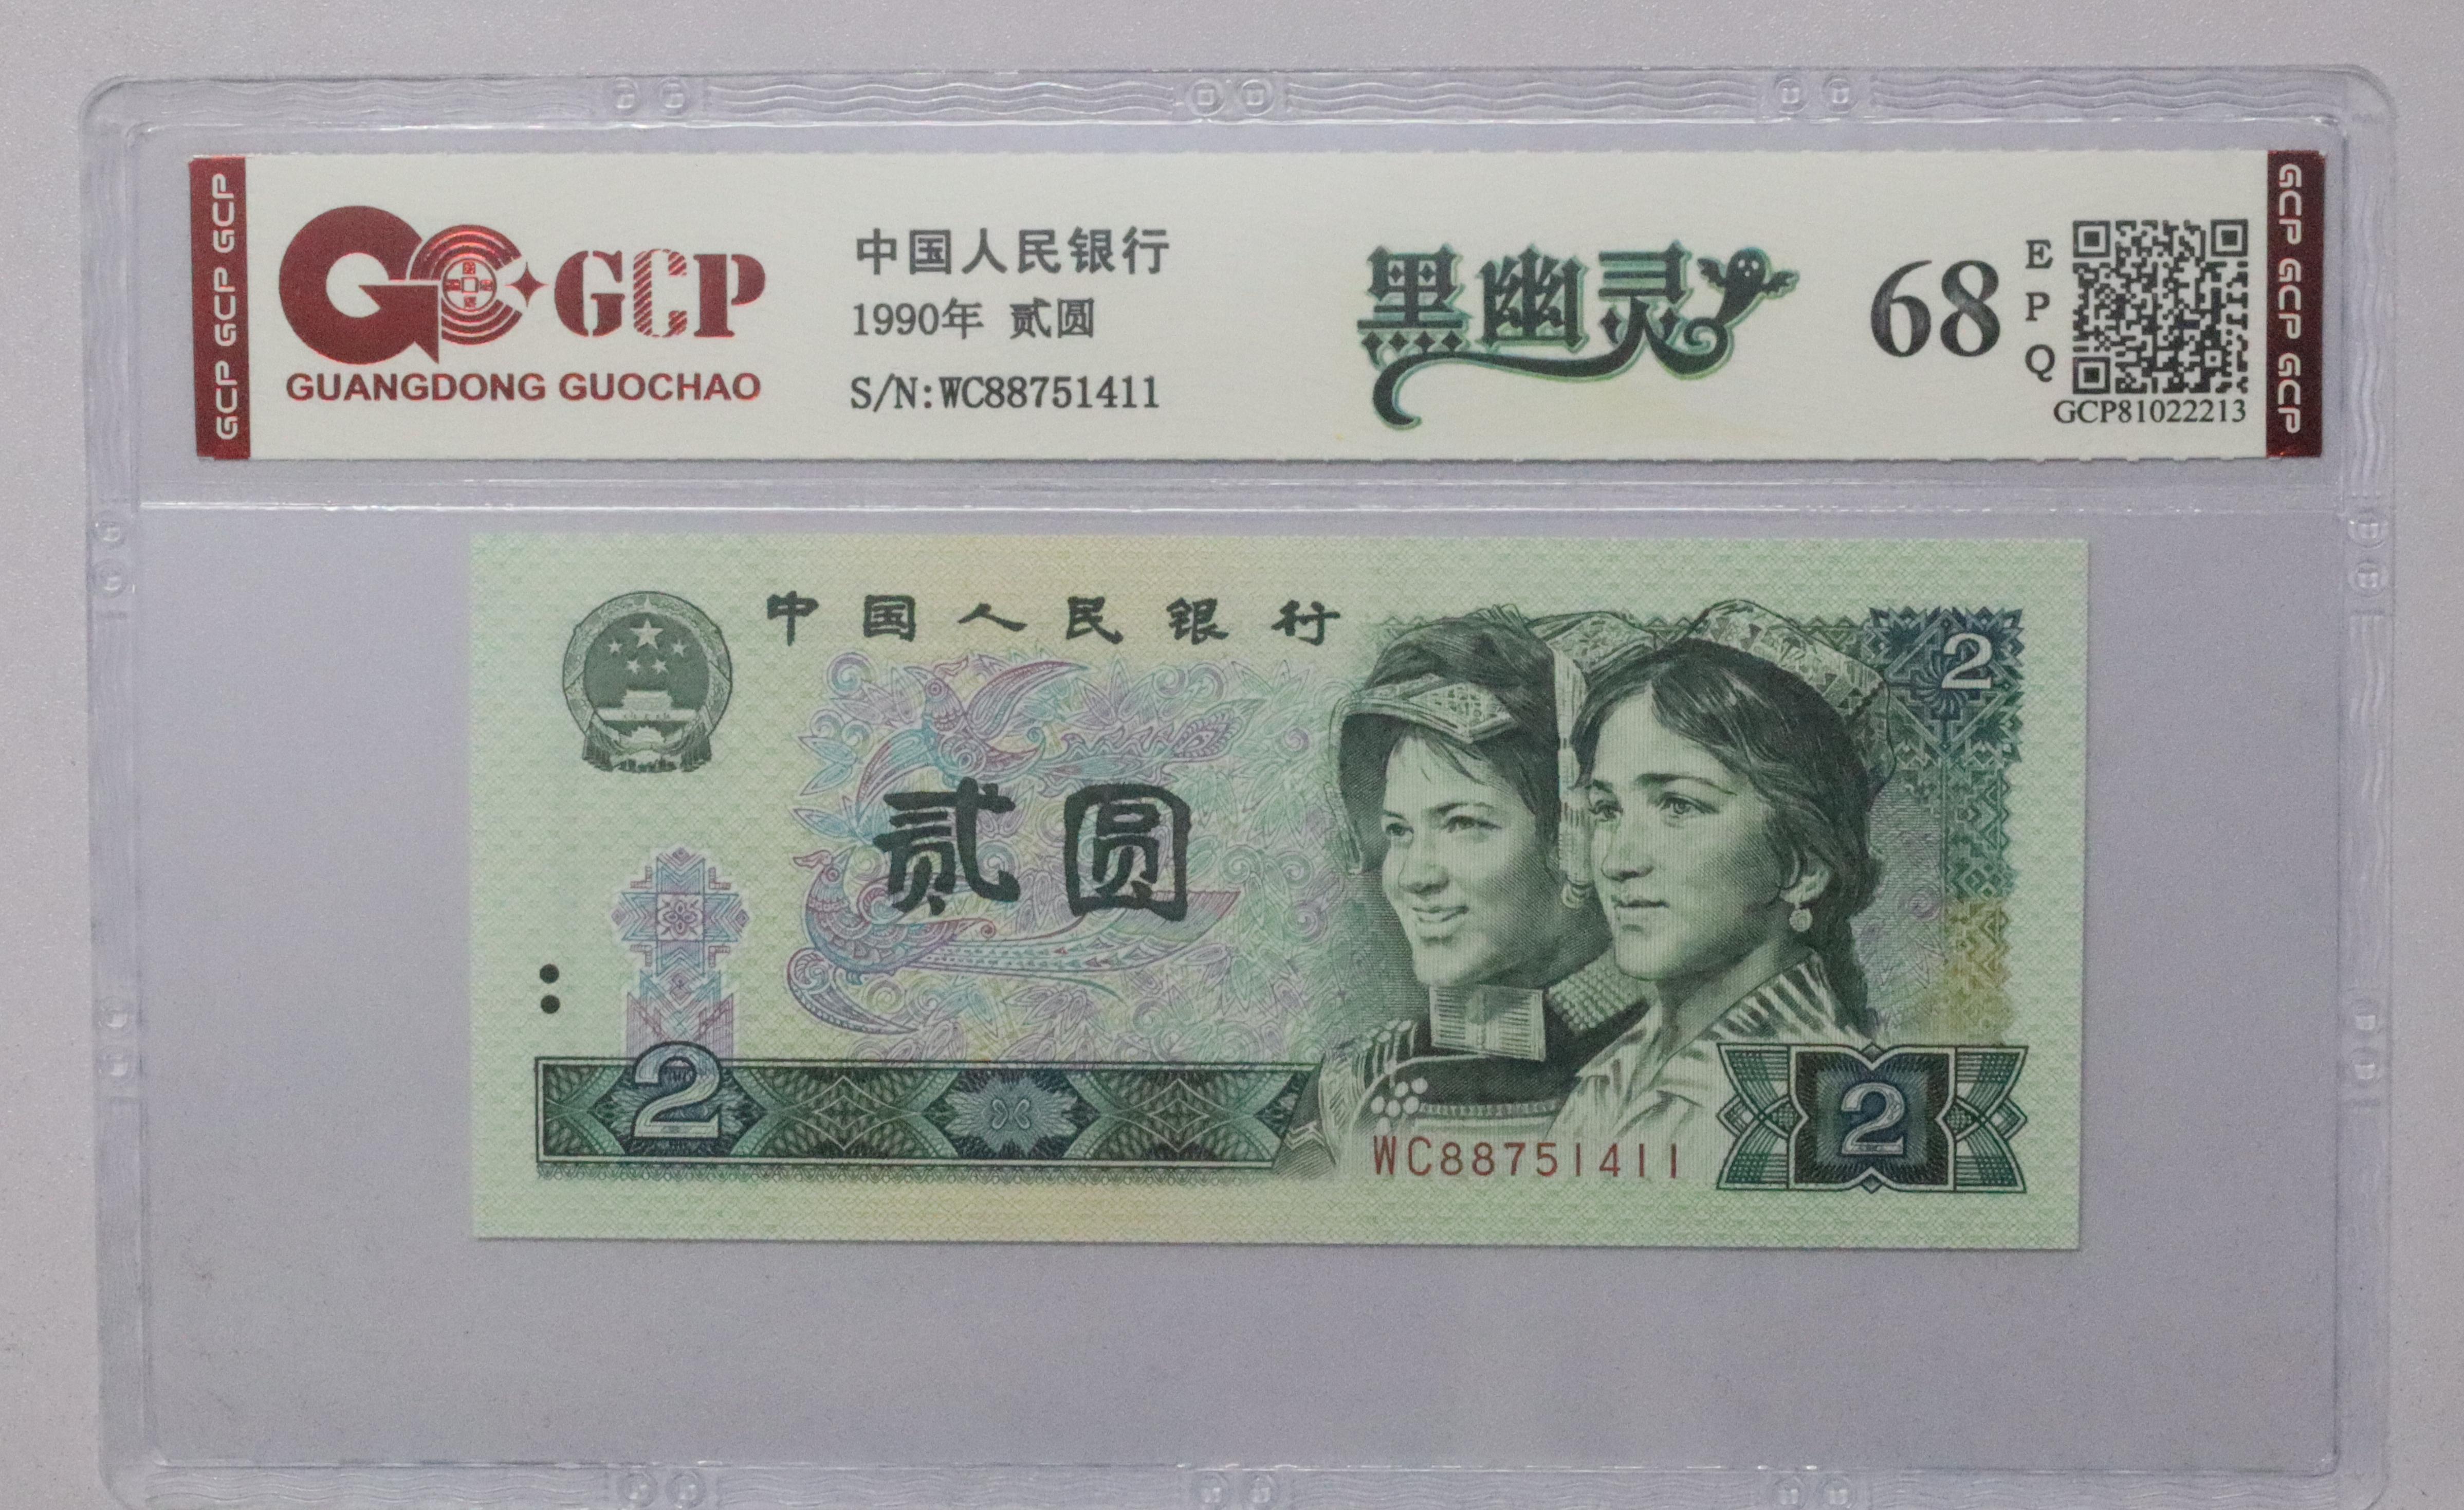 GCP GCP GCP
GCP
GUANGDONG GUOCHAO
中国人民银行
1990年 贰圆
S/N:WC88751411
黑幽灵
68
E
P
Q
GCP81022213
GCP GCP GCP
中国人民银行
2
贰圆
2
WC88751411
2